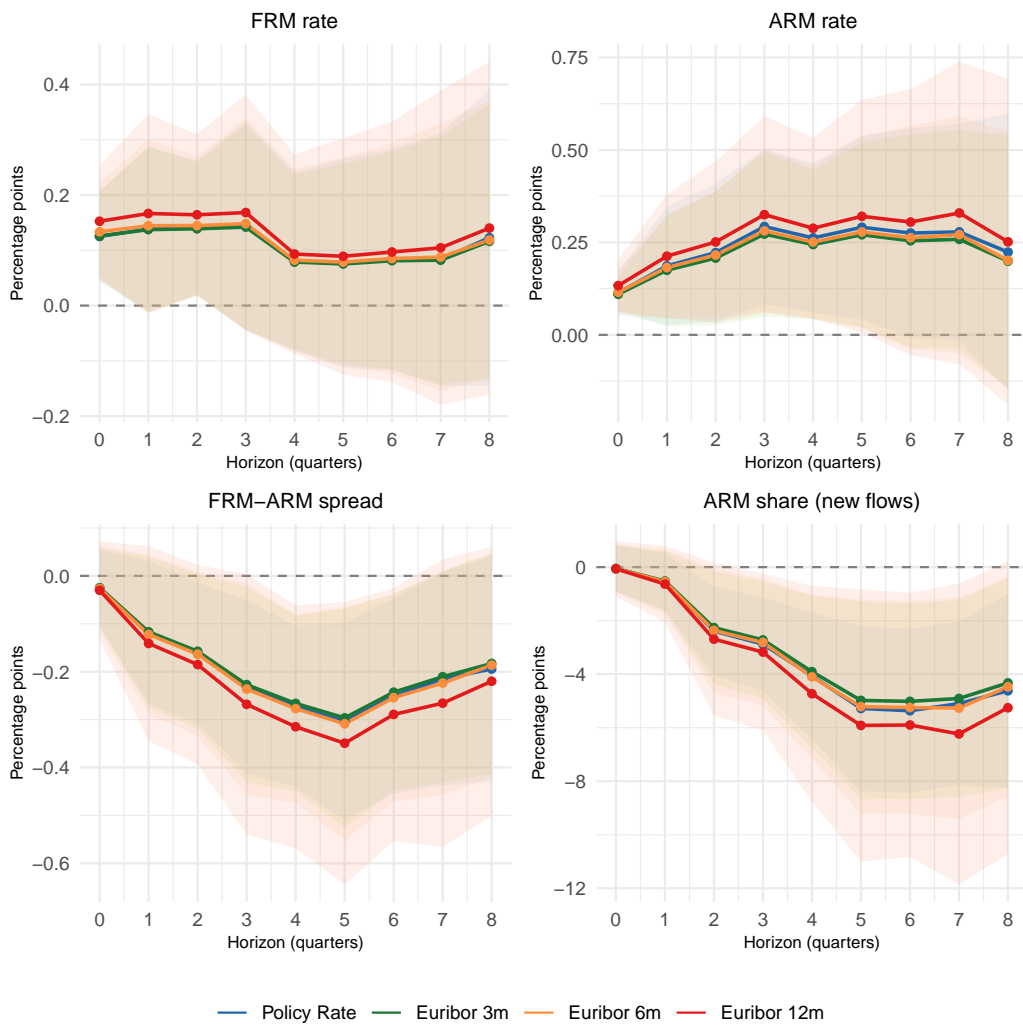 FRM rate
Percentage points
0.4
0.2
0.0
−0.2
0 1 2 3 4 5 6 7 8
Horizon (quarters)
ARM rate
Percentage points
0.75
0.50
0.25
0.00
0 1 2 3 4 5 6 7 8
Horizon (quarters)
FRM−ARM spread
Percentage points
0.0
−0.2
−0.4
−0.6
0 1 2 3 4 5 6 7 8
Horizon (quarters)
ARM share (new flows)
Percentage points
0
−4
−8
−12
0 1 2 3 4 5 6 7 8
Horizon (quarters)
Policy Rate Euribor 3m Euribor 6m Euribor 12m